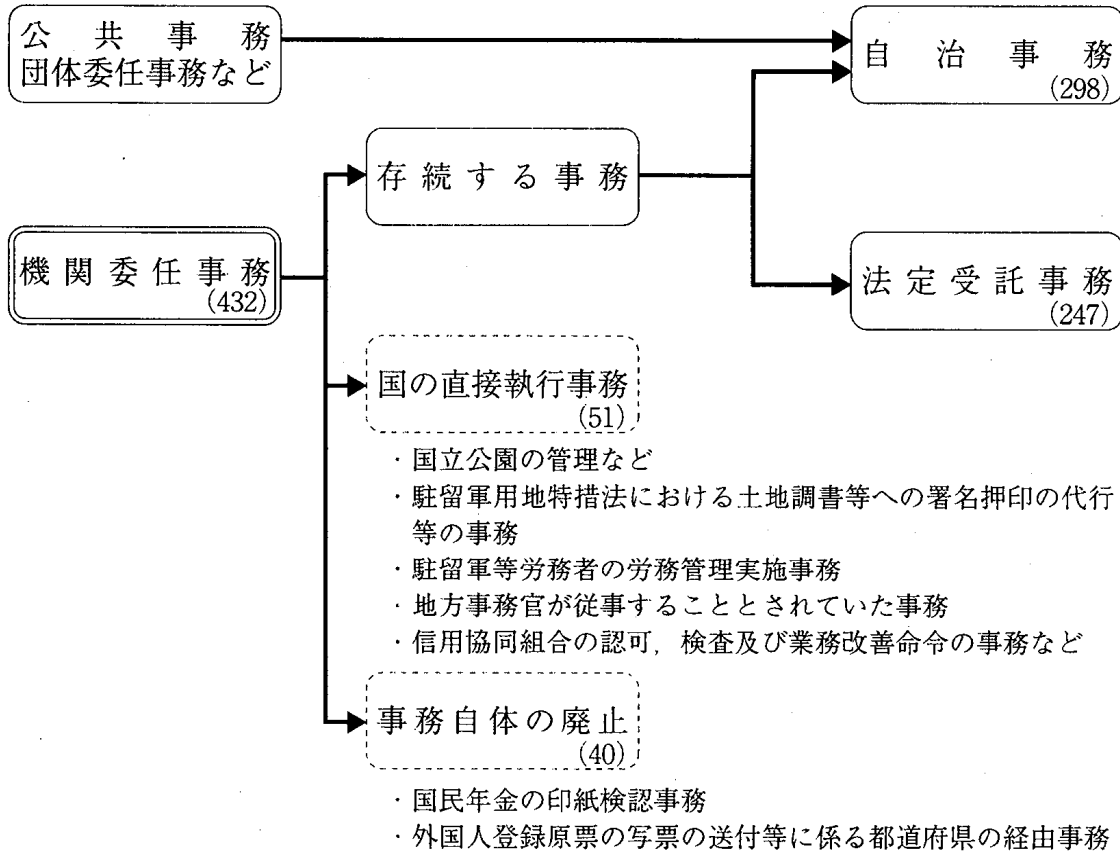 公共事務
団体委任事務など
自治事務
(298)
存続する事務
機関委任事務
(432)
法定受託事務
(247)
国の直接執行事務
(51)
・国立公園の管理など
・駐留軍用地特措法における土地調書等への署名押印の代行
等の事務
・駐留軍等労務者の労務管理実施事務
・地方事務官が従事することとされていた事務
・信用協同組合の認可，検査及び業務改善命令の事務など
事務自体の廃止
(40)
・国民年金の印紙検認事務
・外国人登録原票の写票の送付等に係る都道府県の経由事務